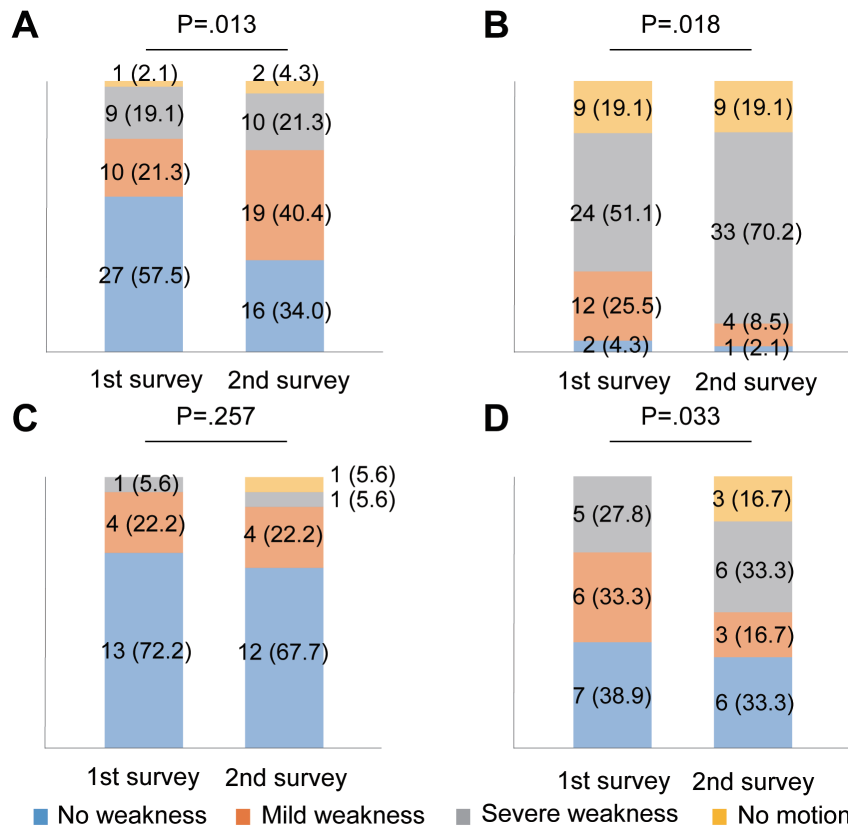 A
P=.013
1 (2.1)
9 (19.1)
10 (21.3)
27 (57.5)
2 (4.3)
10 (21.3)
19 (40.4)
16 (34.0)
1st survey
2nd survey
B
P=.018
9 (19.1)
24 (51.1)
12 (25.5)
2 (4.3)
9 (19.1)
33 (70.2)
4 (8.5)
1 (2.1)
1st survey
2nd survey
C
P=.257
1 (5.6)
4 (22.2)
13 (72.2)
1 (5.6)
1 (5.6)
4 (22.2)
12 (67.7)
1st survey
2nd survey
D
P=.033
5 (27.8)
6 (33.3)
7 (38.9)
3 (16.7)
6 (33.3)
3 (16.7)
6 (33.3)
1st survey
2nd survey
No weakness
Mild weakness
Severe weakness
No motion